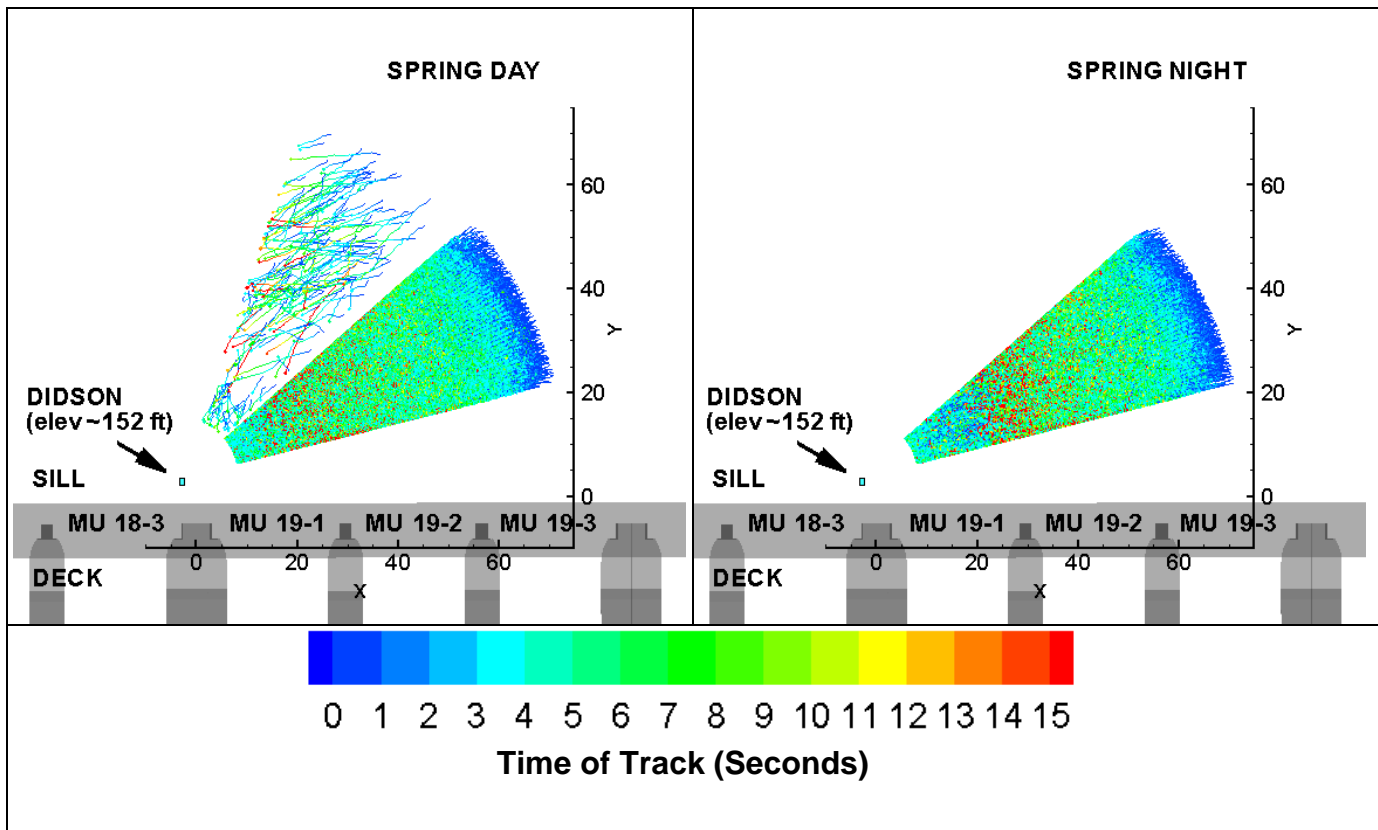 SPRING DAY
60
40
Y
20
0
DIDSON
(elev ~152 ft)
SILL
MU 18-3 MU 19-1 MU 19-2 MU 19-3
0 20 40 60
DECK
X
SPRING NIGHT
60
40
Y
20
0
DIDSON
(elev ~152 ft)
SILL
MU 18-3 MU 19-1 MU 19-2 MU 19-3
0 20 40 60
DECK
X
0 1 2 3 4 5 6 7 8 9 10 11 12 13 14 15
Time of Track (Seconds)